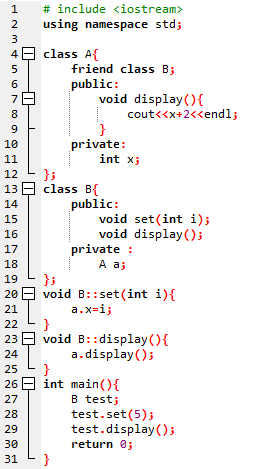 1 # include <iostream>
2 using namespace std;
3
4 class A{
5     friend class B;
6     public:
7         void display(){
8             cout<<x+2<<endl;
9         }
10     private:
11         int x;
12 };
13 class B{
14     public:
15         void set(int i);
16         void display();
17     private :
18         A a;
19 };
20 void B::set(int i){
21     a.x=i;
22 }
23 void B::display(){
24     a.display();
25 }
26 int main(){
27     B test;
28     test.set(5);
29     test.display();
30     return 0;
31 }